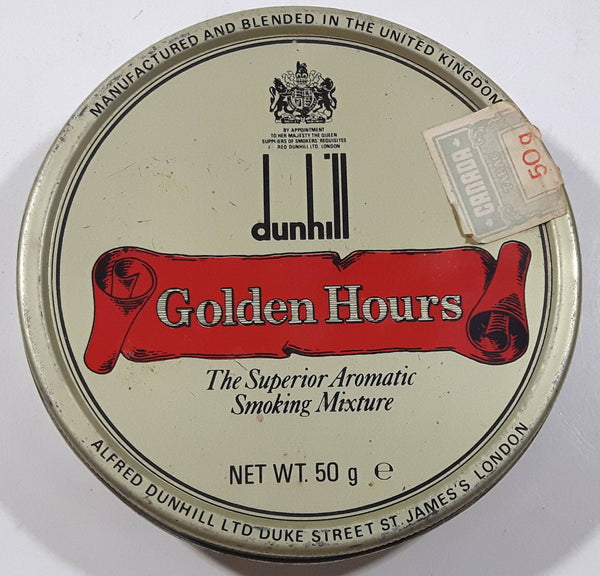 MANUFACTURED AND BLENDED IN THE UNITED KINGDOM
BY APPOINTMENT
TO HER MAJESTY THE QUEEN
SUPPLIERS OF SMOKERS' REQUISITES
RED DUNHILL LTD. LONDON
dunhill
CANADA
50g
Golden Hours
The Superior Aromatic
Smoking Mixture
NET WT. 50 g e
ALFRED DUNHILL LTD DUKE STREET ST. JAMES'S LONDON